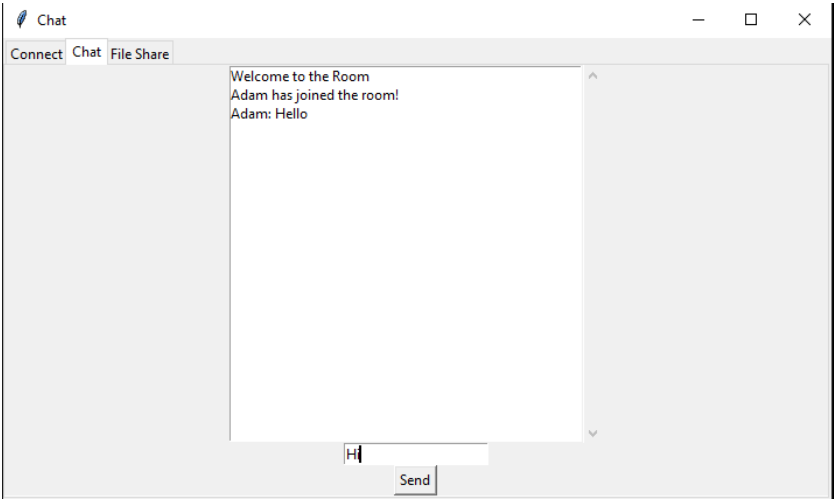 Chat
Connect Chat File Share
Welcome to the Room
Adam has joined the room!
Adam: Hello
Hi
Send